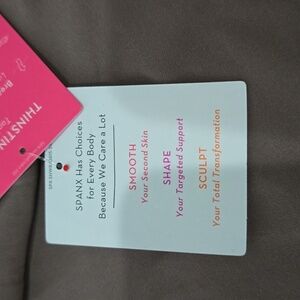 THINSTIN
SPANX Has Choices
for Every Body
Because We Care a Lot
SMOOTH
Your Second Skin
SHAPE
Your Targeted Support
SCULPT
Your Total Transformation